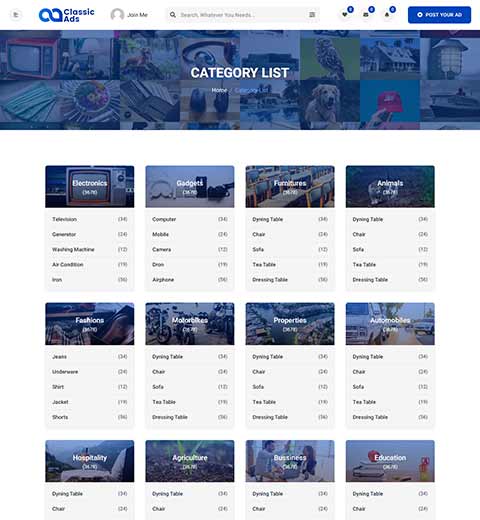 Classic
Ads
Join Me
Search, Whatever You Needs...
0
0
0
POST YOUR AD
CATEGORY LIST
Home / Category List
Electronics
(3678)
Television (34)
Generetor (24)
Washing Machine (12)
Air Condition (19)
Iron (56)
Gadgets
(3678)
Computer (34)
Mobile (24)
Camera (12)
Dron (19)
Airphone (56)
Furnitures
(3678)
Dyning Table (34)
Chair (24)
Sofa (12)
Tea Table (19)
Dressing Table (56)
Animals
(3678)
Dyning Table (34)
Chair (24)
Sofa (12)
Tea Table (19)
Dressing Table (56)
Fashions
(3678)
Jeans (34)
Underware (24)
Shirt (12)
Jacket (19)
Shorts (56)
Motorbikes
(3678)
Dyning Table (34)
Chair (24)
Sofa (12)
Tea Table (19)
Dressing Table (56)
Properties
(3678)
Dyning Table (34)
Chair (24)
Sofa (12)
Tea Table (19)
Dressing Table (56)
Automobiles
(3678)
Dyning Table (34)
Chair (24)
Sofa (12)
Tea Table (19)
Dressing Table (56)
Hospitality
(3678)
Dyning Table (34)
Chair (24)
Agriculture
(3678)
Dyning Table (34)
Chair (24)
Bussiness
(3678)
Dyning Table (34)
Chair (24)
Education
(3678)
Dyning Table (34)
Chair (24)